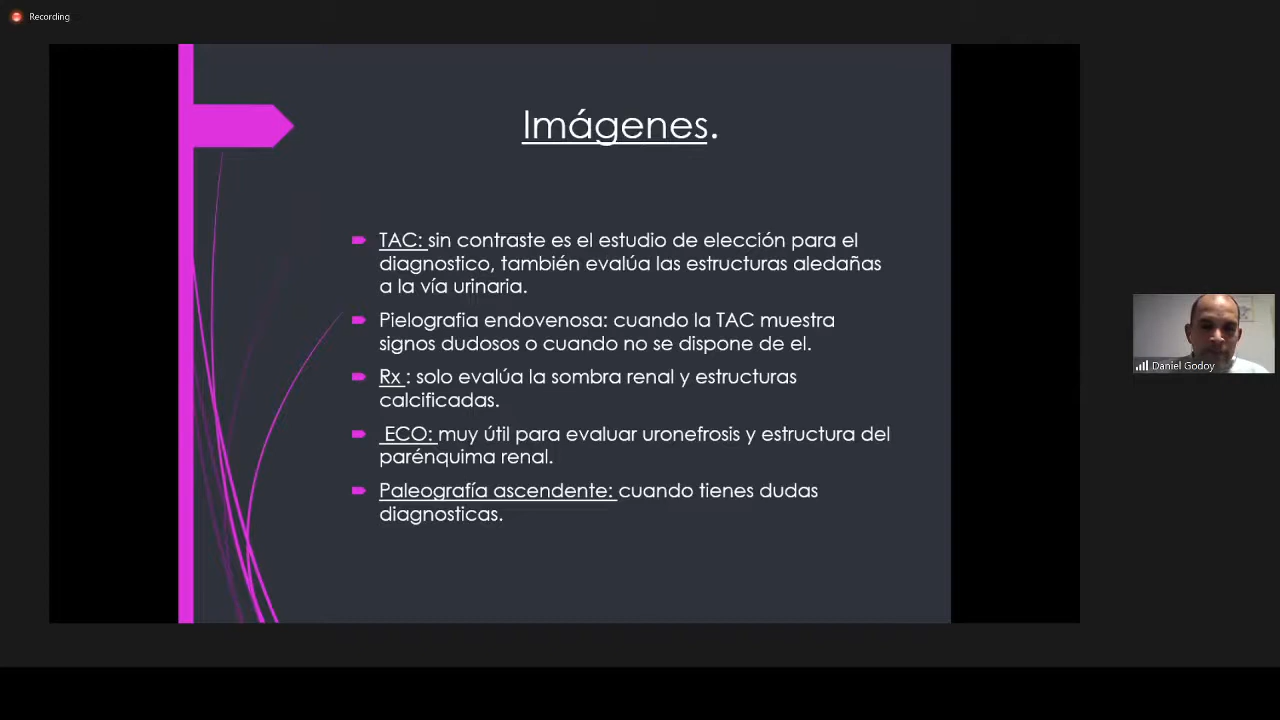 Recording
Imágenes.
TAC: sin contraste es el estudio de elección para el
diagnostico, también evalúa las estructuras aledañas
a la vía urinaria.
Pielografia endovenosa: cuando la TAC muestra
signos dudosos o cuando no se dispone de el.
Rx : solo evalúa la sombra renal y estructuras
calcificadas.
ECO: muy útil para evaluar uronefrosis y estructura del
parénquima renal.
Paleografía ascendente: cuando tienes dudas
diagnosticas.
Daniel Godoy